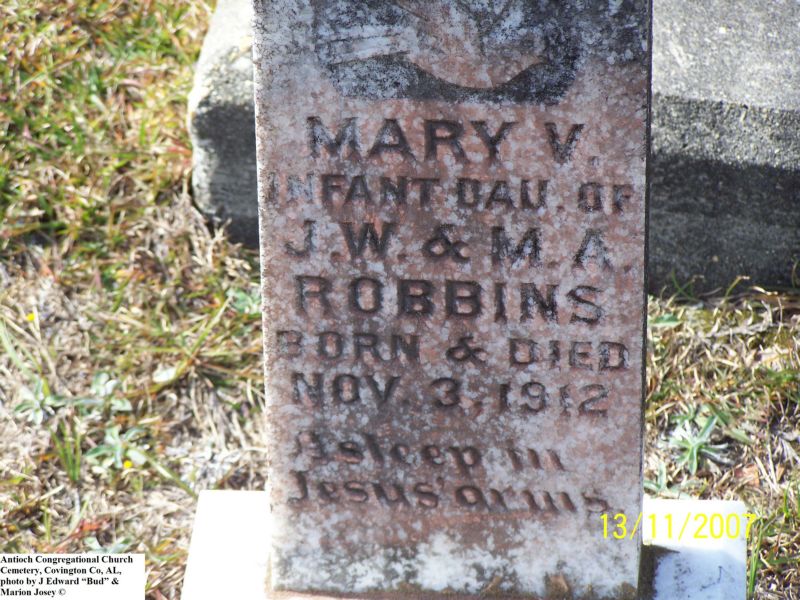 MARY V.
INFANT DAU. OF
J. W. & M. A.
ROBBINS
BORN & DIED
NOV. 3, 1912
Asleep in
Jesus' arms
13/11/2007
Antioch Congregational Church
Cemetery, Covington Co, AL,
photo by J Edward “Bud” &
Marion Josey ©